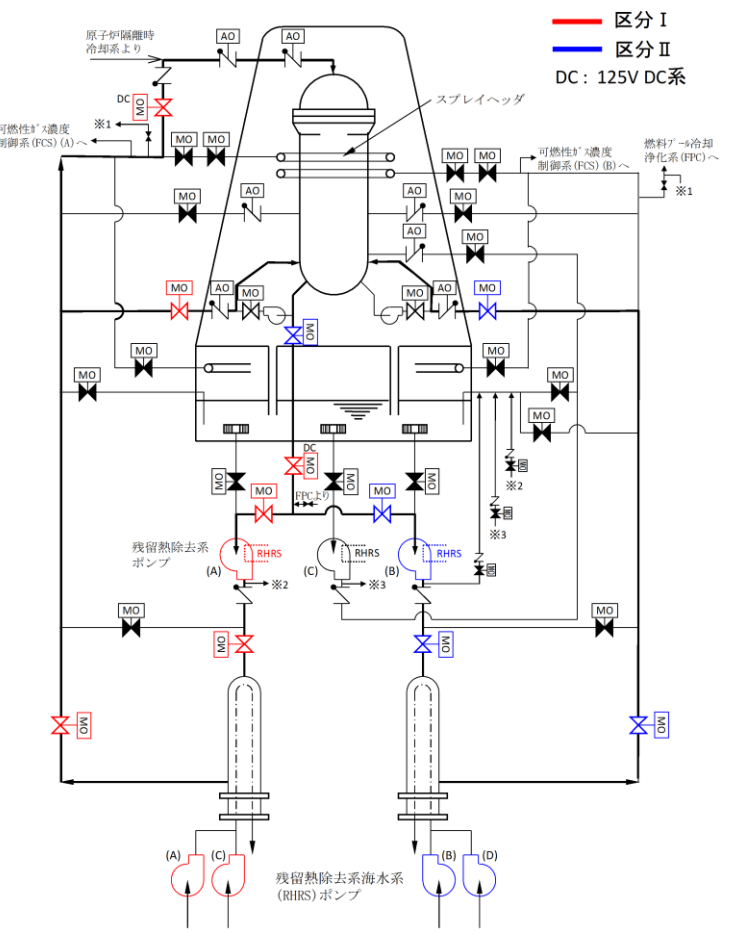 区分Ⅰ
区分Ⅱ
DC : 125V DC系
原子炉隔離時
冷却系より
AO
AO
DC
MO
スプレイヘッダ
※1
可燃性ガス濃度
制御系(FCS)(A)へ
MO
MO
MO
MO
可燃性ガス濃度
制御系(FCS)(B)へ
燃料プール冷却
浄化系(FPC)へ
※1
MO
AO
AO
MO
AO
MO
MO
AO
MO
MO
AO
MO
MO
MO
MO
MO
MO
MO
DC
MO
MO
MO
MO
MO
※2
MO
FPCより
MO
MO
※3
残留熱除去系
ポンプ
RHRS
RHRS
(A)
(C)
(B)
MO
※2
※3
MO
MO
MO
MO
MO
MO
(A)
(C)
(B)
(D)
残留熱除去系海水系
(RHRS)ポンプ